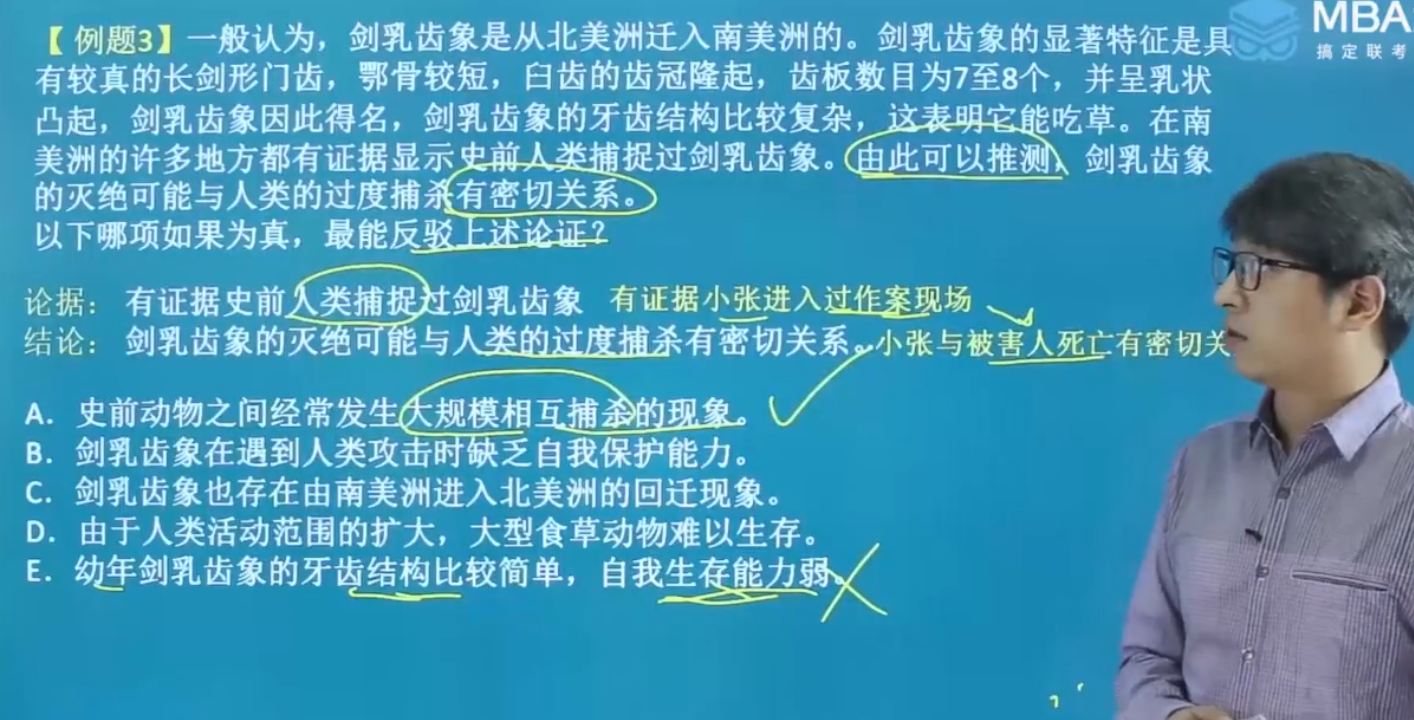 MBA
搞定联考
【例题3】一般认为，剑乳齿象是从北美洲迁入南美洲的。剑乳齿象的显著特征是具
有较真的长剑形门齿，鄂骨较短，臼齿的齿冠隆起，齿板数目为7至8个，并呈乳状
凸起，剑乳齿象因此得名，剑乳齿象的牙齿结构比较复杂，这表明它能吃草。在南
美洲的许多地方都有证据显示史前人类捕捉过剑乳齿象。由此可以推测，剑乳齿象
的灭绝可能与人类的过度捕杀有密切关系。
以下哪项如果为真，最能反驳上述论证？
论据： 有证据史前人类捕捉过剑乳齿象 有证据小张进入过作案现场
结论： 剑乳齿象的灭绝可能与人类的过度捕杀有密切关系。小张与被害人死亡有密切关
A. 史前动物之间经常发生大规模相互捕杀的现象。
B. 剑乳齿象在遇到人类攻击时缺乏自我保护能力。
C. 剑乳齿象也存在由南美洲进入北美洲的回迁现象。
D. 由于人类活动范围的扩大，大型食草动物难以生存。
E. 幼年剑乳齿象的牙齿结构比较简单，自我生存能力弱。